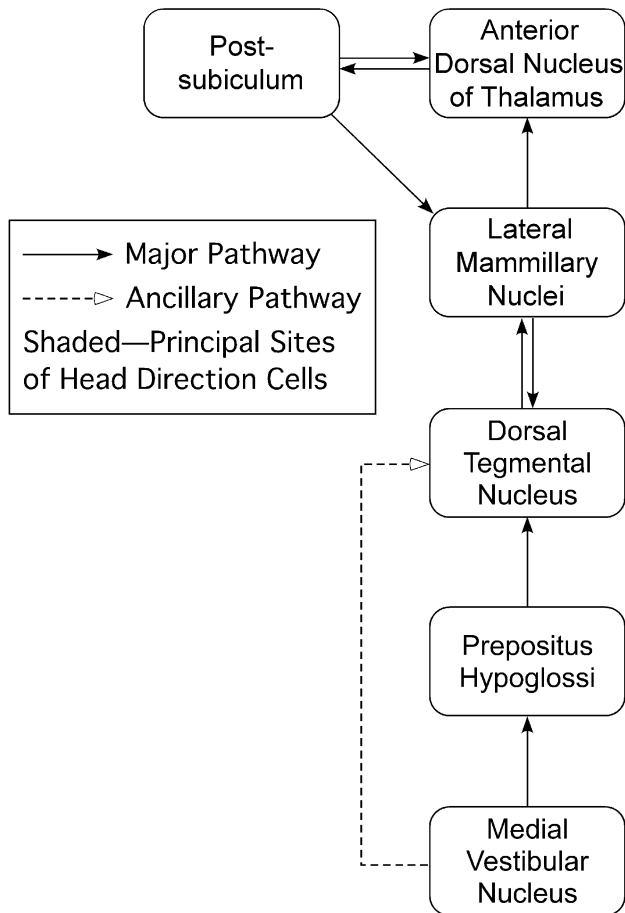 Post-
subiculum
Anterior
Dorsal Nucleus
of Thalamus
Lateral
Mammillary
Nuclei
Major Pathway
Ancillary Pathway
Shaded—Principal Sites
of Head Direction Cells
Dorsal
Tegmental
Nucleus
Prepositus
Hypoglossi
Medial
Vestibular
Nucleus